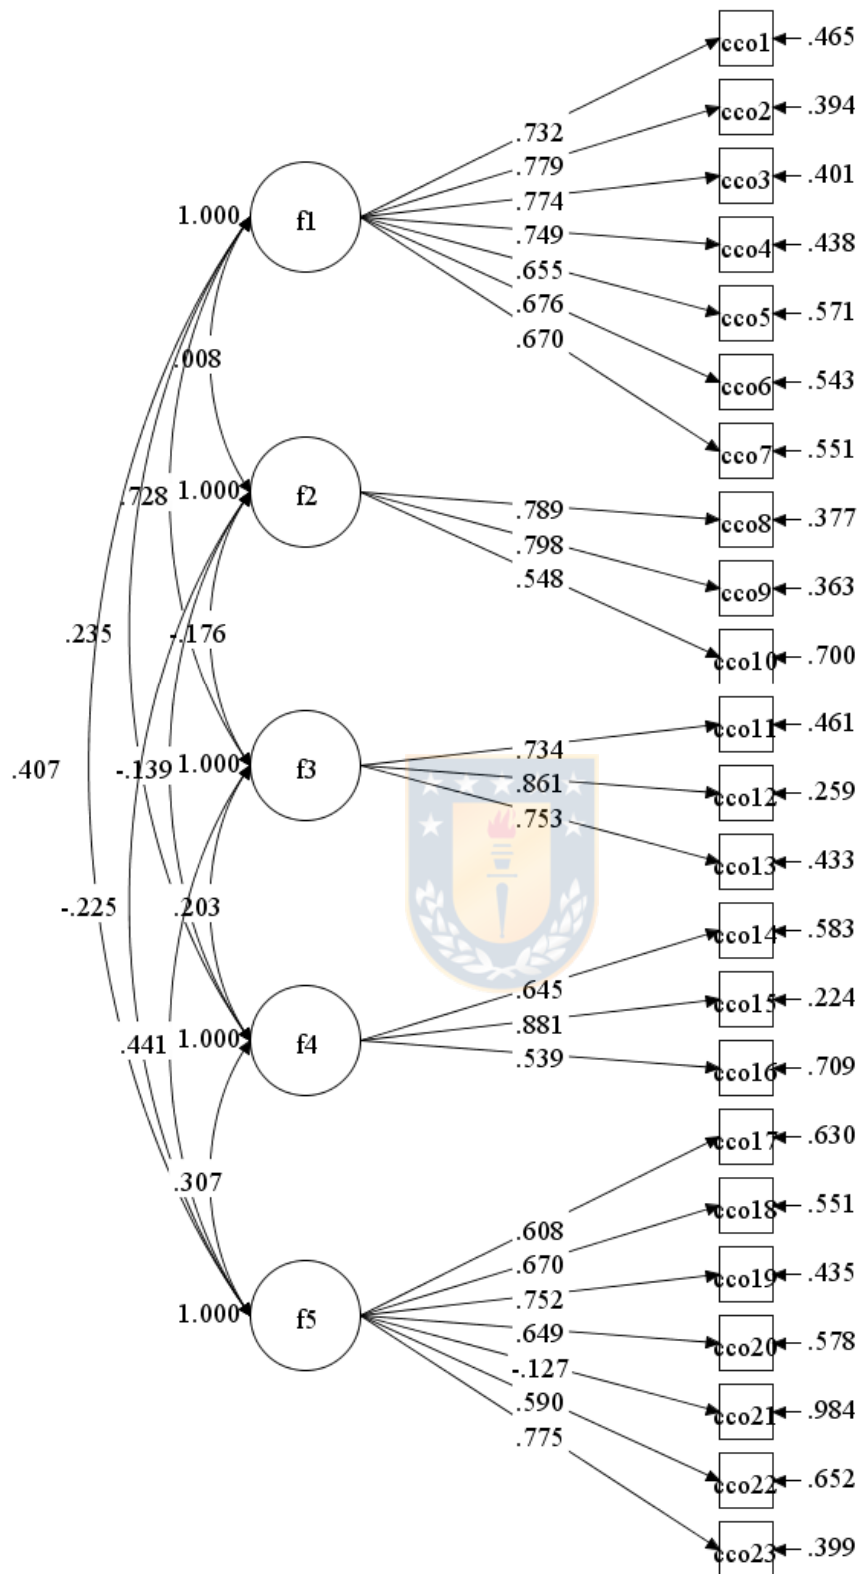 cco1 .465
cco2 .394
.732
.779
cco3 .401
.774
1.000 f1
.749
cco4 .438
.655
.676
cco5 .571
.670
.008
cco6 .543
cco7 .551
.728 1.000 f2
.789
cco8 .377
.798
.548
cco9 .363
.235 -.176
cco10 .700
cco11 .461
.734
.407 -.139 1.000 f3
.861
cco12 .259
.753
cco13 .433
-.225 .203
cco14 .583
.645
cco15 .224
.881
.441 1.000 f4
.539
cco16 .709
cco17 .630
.307
cco18 .551
.608
.670
cco19 .435
.752
1.000 f5
.649
cco20 .578
-.127
.590
cco21 .984
.775
cco22 .652
cco23 .399